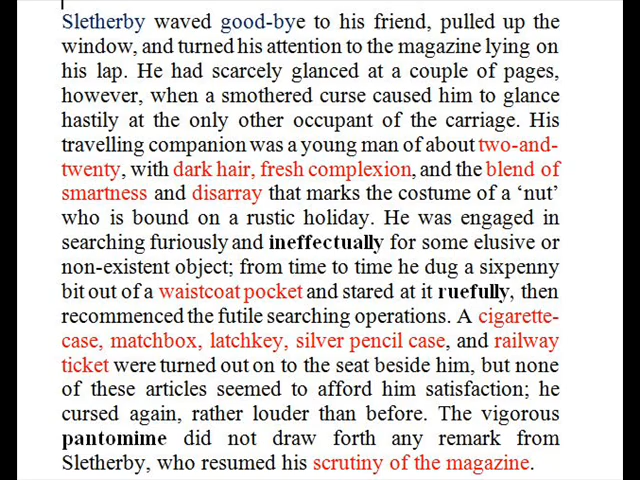 Sletherby waved good-bye to his friend, pulled up the
window, and turned his attention to the magazine lying on
his lap. He had scarcely glanced at a couple of pages,
however, when a smothered curse caused him to glance
hastily at the only other occupant of the carriage. His
travelling companion was a young man of about two-and-
twenty, with dark hair, fresh complexion, and the blend of
smartness and disarray that marks the costume of a ‘nut’
who is bound on a rustic holiday. He was engaged in
searching furiously and ineffectually for some elusive or
non-existent object; from time to time he dug a sixpenny
bit out of a waistcoat pocket and stared at it ruefully, then
recommenced the futile searching operations. A cigarette-
case, matchbox, latchkey, silver pencil case, and railway
ticket were turned out on to the seat beside him, but none
of these articles seemed to afford him satisfaction; he
cursed again, rather louder than before. The vigorous
pantomime did not draw forth any remark from
Sletherby, who resumed his scrutiny of the magazine.